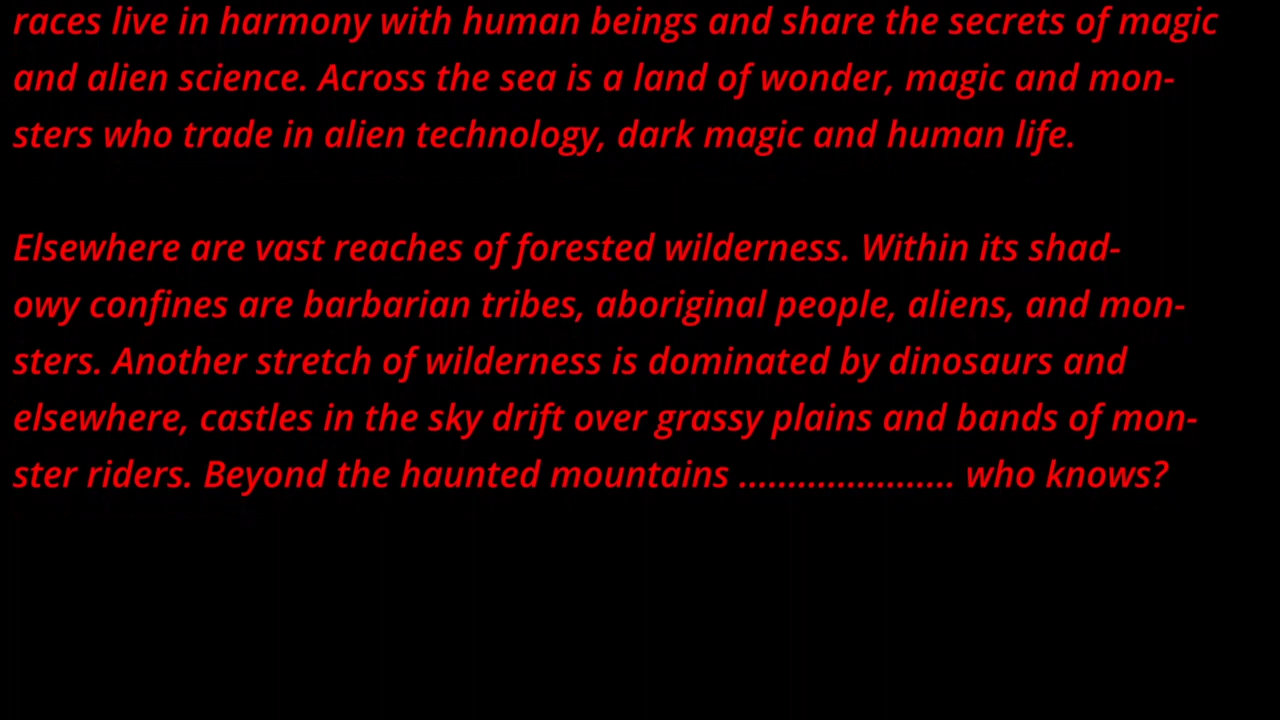 races live in harmony with human beings and share the secrets of magic
and alien science. Across the sea is a land of wonder, magic and mon-
sters who trade in alien technology, dark magic and human life.
Elsewhere are vast reaches of forested wilderness. Within its shad-
owy confines are barbarian tribes, aboriginal people, aliens, and mon-
sters. Another stretch of wilderness is dominated by dinosaurs and
elsewhere, castles in the sky drift over grassy plains and bands of mon-
ster riders. Beyond the haunted mountains ...................... who knows?